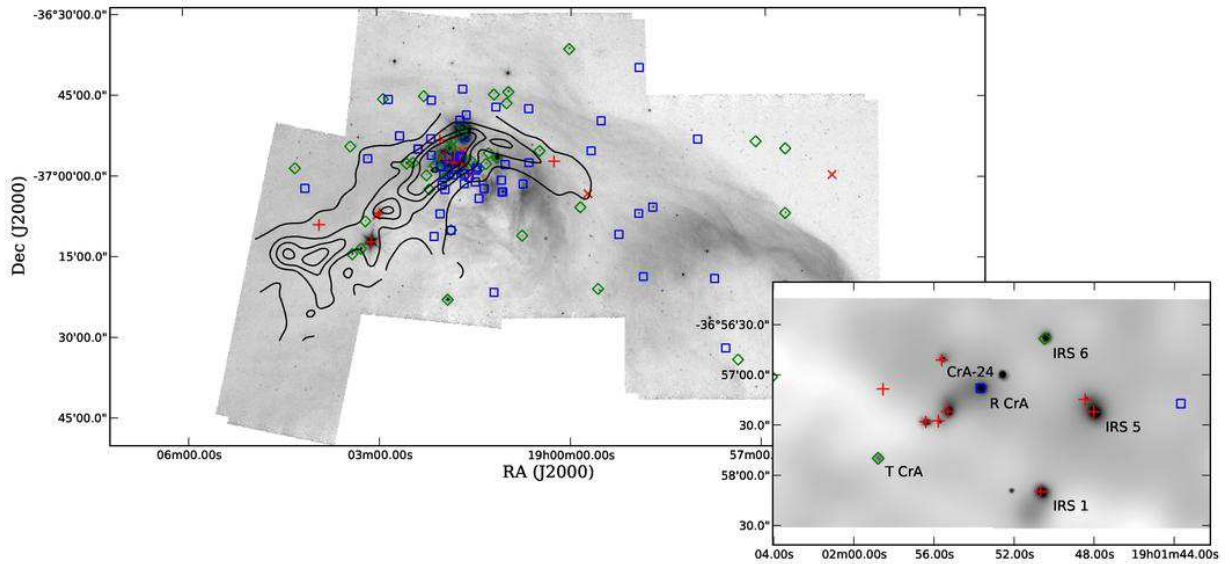 -36°30'00.0"
45'00.0"
-37°00'00.0"
15'00.0"
30'00.0"
45'00.0"
Dec (J2000)
06m00.00s
03m00.00s
19h00m00.00s
57m00.00s
RA (J2000)
-36°56'30.0"
57'00.0"
30.0"
58'00.0"
30.0"
IRS 6
CrA-24
R CrA
IRS 5
T CrA
IRS 1
04.00s
02m00.00s
56.00s
52.00s
48.00s
19h01m44.00s